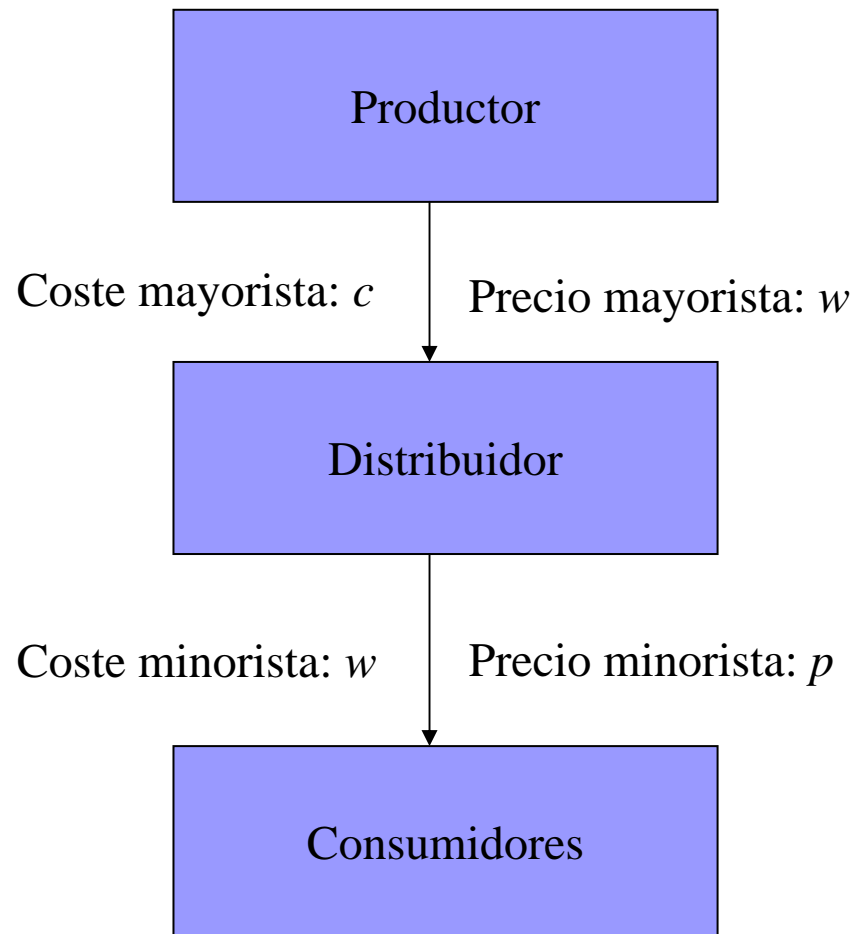 Productor
Coste mayorista: c
Precio mayorista: w
Distribuidor
Coste minorista: w
Precio minorista: p
Consumidores